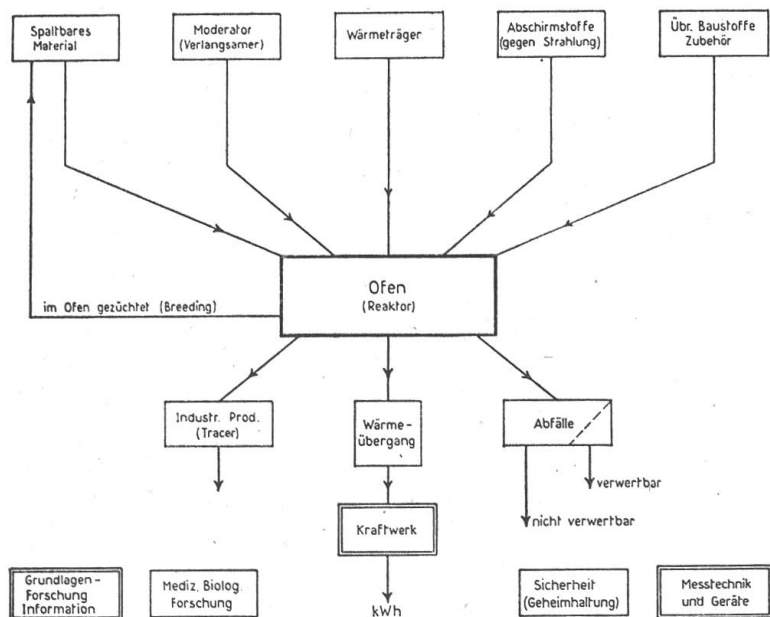 Spaltbares
Material
Moderator
(Verlangsamer)
Wärmeträger
Abschirmstoffe
(gegen Strahlung)
Übr. Baustoffe
Zubehör
Ofen
(Reaktor)
im Ofen gezüchtet (Breeding)
Industr. Prod.
(Tracer)
Wärme-
übergang
Abfälle
verwertbar
nicht verwertbar
Kraftwerk
Grundlagen-
Forschung
Information
Mediz. Biolog.
Forschung
kWh
Sicherheit
(Geheimhaltung)
Messtechnik
und Geräte